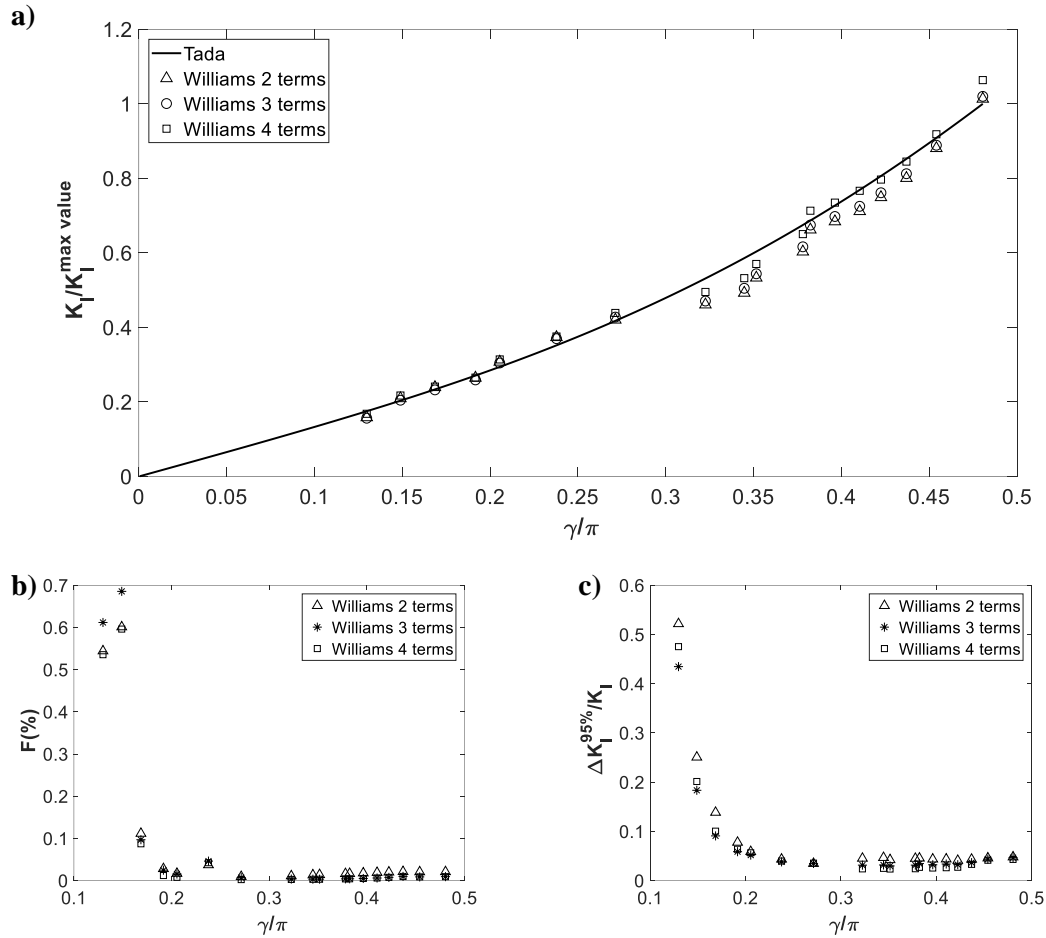 a)
1.2
1
0.8
0.6
0.4
0.2
0
K_I/K_I^max value
Tada
Williams 2 terms
Williams 3 terms
Williams 4 terms
0 0.05 0.1 0.15 0.2 0.25 0.3 0.35 0.4 0.45 0.5
γ/π
b)
0.7
0.6
0.5
0.4
0.3
0.2
0.1
0
F(%)
Williams 2 terms
Williams 3 terms
Williams 4 terms
0.1 0.2 0.3 0.4 0.5
γ/π
c)
0.6
0.5
0.4
0.3
0.2
0.1
0
ΔK_I^95%/K_I
Williams 2 terms
Williams 3 terms
Williams 4 terms
0.1 0.2 0.3 0.4 0.5
γ/π